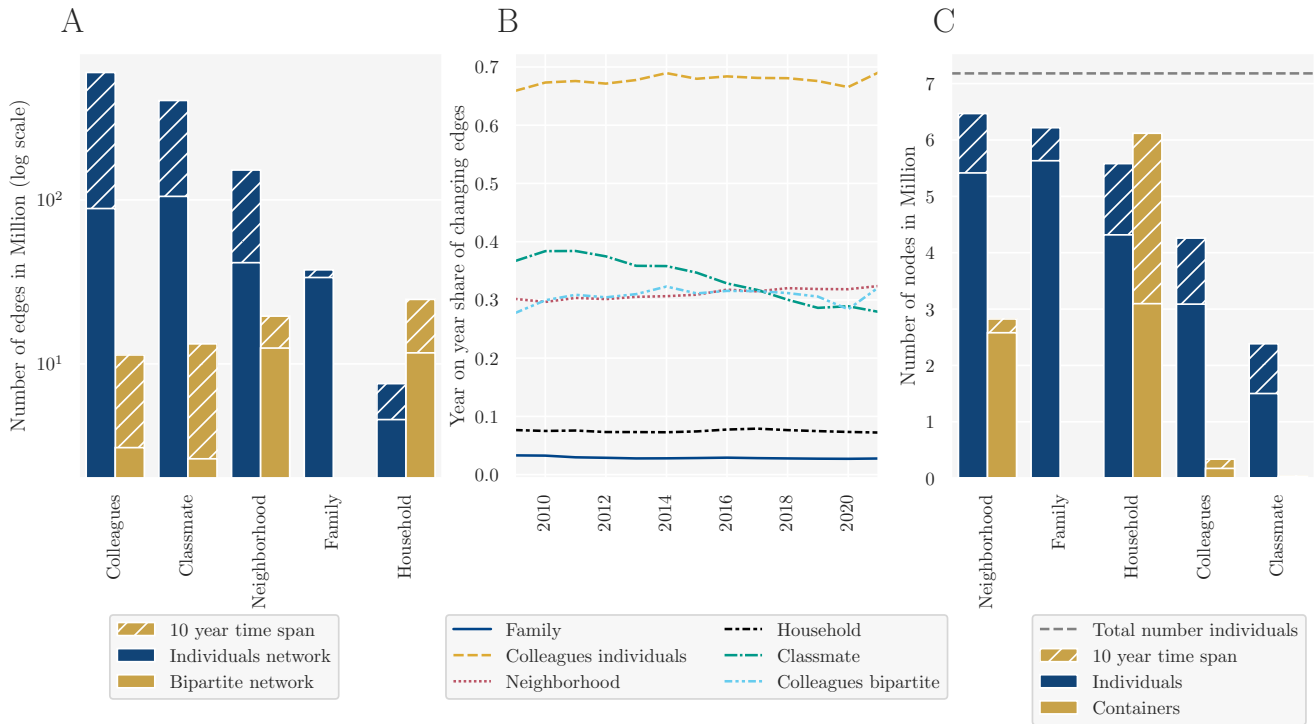 A
Number of edges in Million (log scale)
10²
10¹
Colleagues
Classmate
Neighborhood
Family
Household
10 year time span
Individuals network
Bipartite network
B
Year on year share of changing edges
0.7
0.6
0.5
0.4
0.3
0.2
0.1
0.0
2010
2012
2014
2016
2018
2020
Family
Colleagues individuals
Neighborhood
Household
Classmate
Colleagues bipartite
C
Number of nodes in Million
7
6
5
4
3
2
1
0
Neighborhood
Family
Household
Colleagues
Classmate
Total number individuals
10 year time span
Individuals
Containers